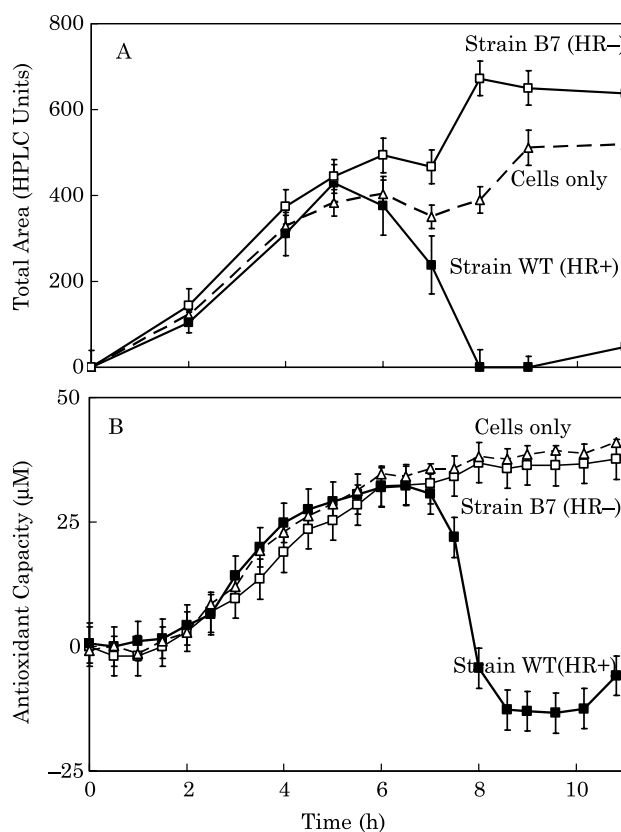 800
600
400
200
0
Total Area (HPLC Units)
A
Strain B7 (HR–)
Cells only
Strain WT (HR+)
50
25
0
–25
Antioxidant Capacity (μM)
B
Cells only
Strain B7 (HR–)
Strain WT(HR+)
0 2 4 6 8 10
Time (h)